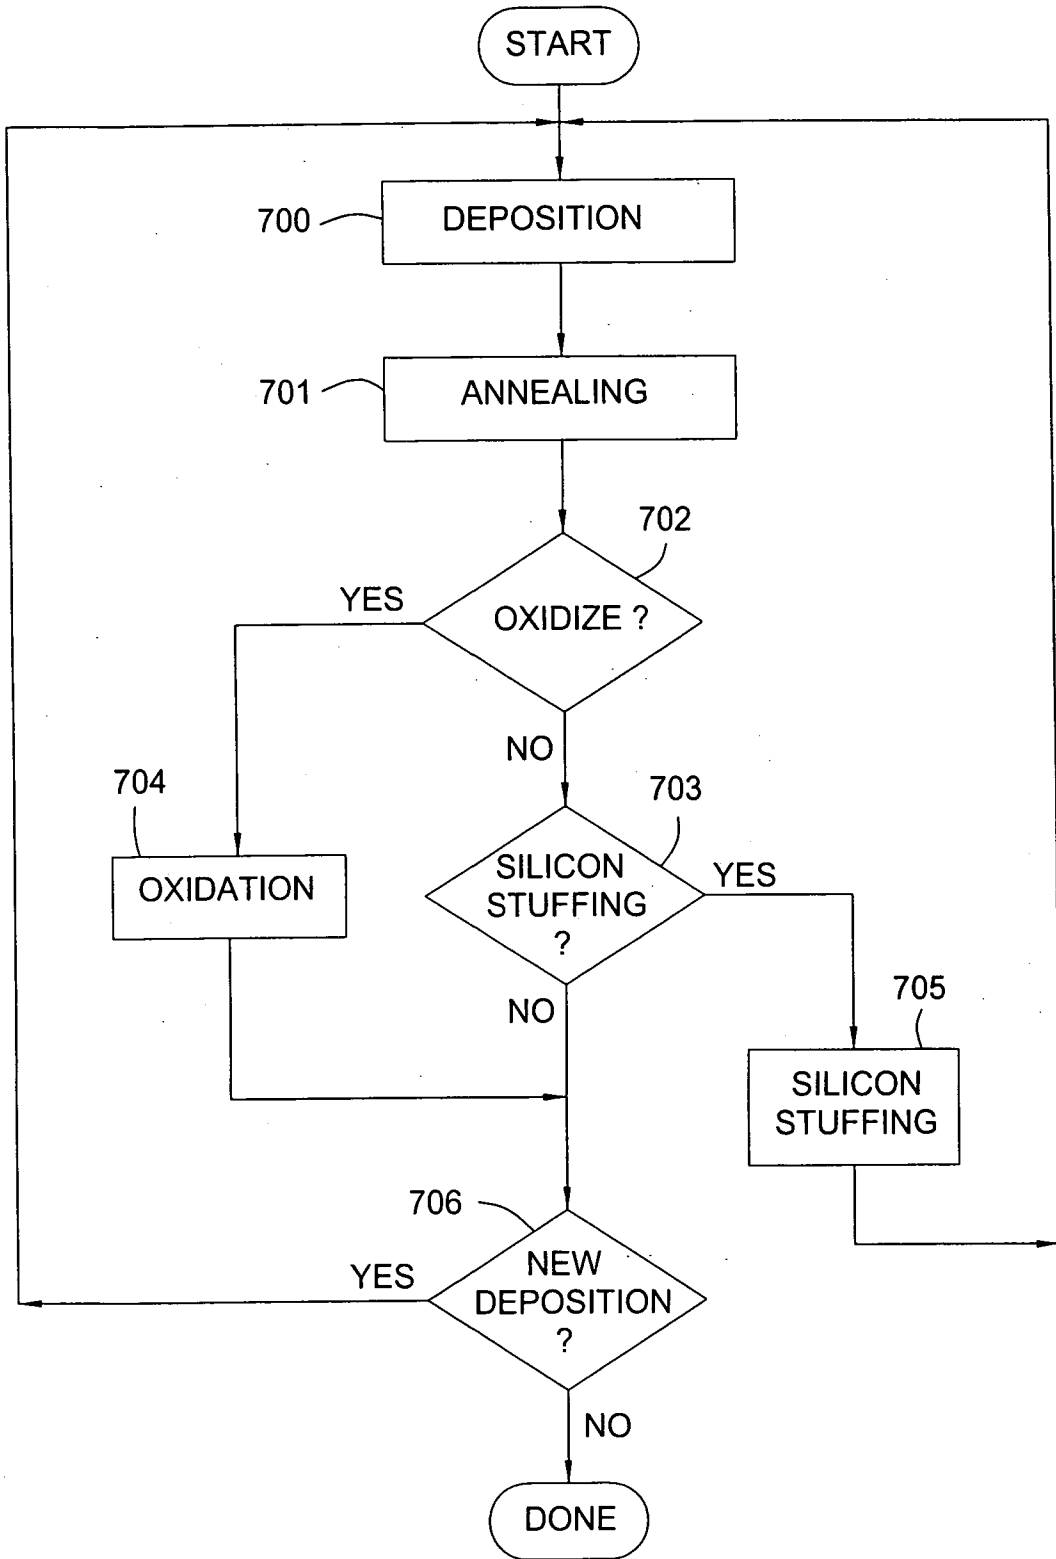 START
700
DEPOSITION
701
ANNEALING
702
YES
OXIDIZE ?
NO
704
703
OXIDATION
SILICON
STUFFING
?
YES
NO
705
SILICON
STUFFING
706
YES
NEW
DEPOSITION
?
NO
DONE